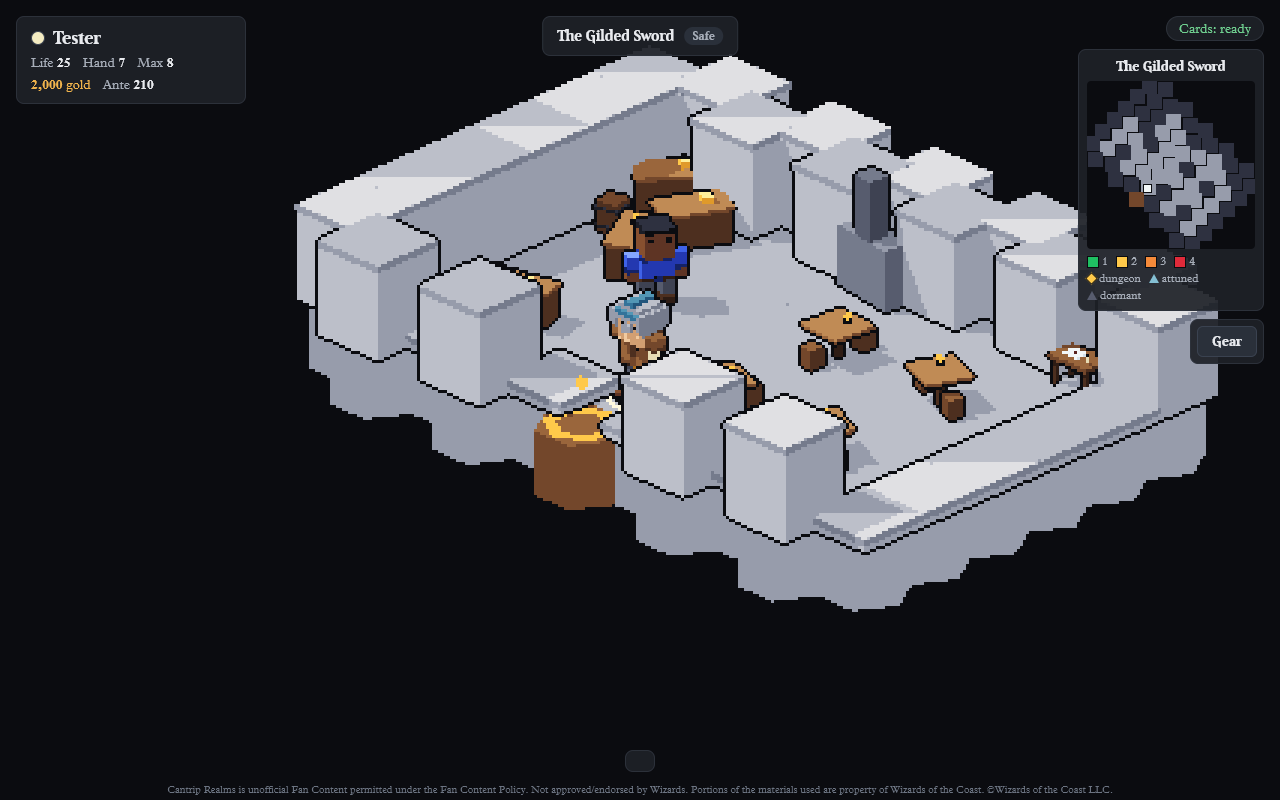 Tester
Life 25 Hand 7 Max 8
2,000 gold Ante 210
The Gilded Sword Safe
Cards: ready
The Gilded Sword
1 2 3 4
dungeon attuned
dormant
Gear
Cantrip Realms is unofficial Fan Content permitted under the Fan Content Policy. Not approved/endorsed by Wizards. Portions of the materials used are property of Wizards of the Coast. ©Wizards of the Coast LLC.